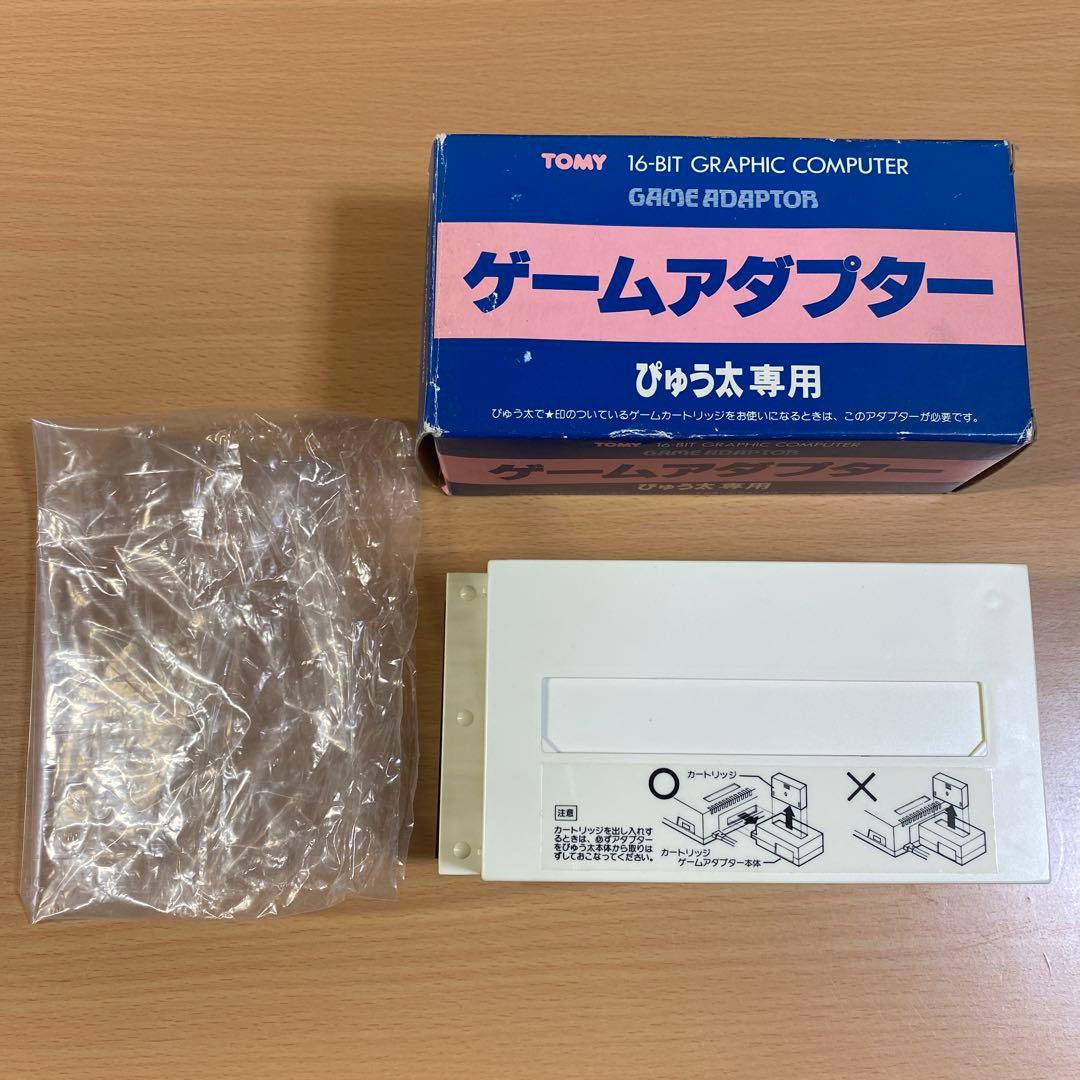 TOMY 16-BIT GRAPHIC COMPUTER
GAME ADAPTOR
ゲームアダプター
ぴゅう太専用
ぴゅう太で★印のついているゲームカートリッジをお使いになるときは、このアダプターが必要です。
TOMY 16-BIT GRAPHIC COMPUTER
GAME ADAPTOR
ゲームアダプター
ぴゅう太専用
注意
カートリッジを出し入れす
るときは、必ずアダプター
をぴゅう太本体から取りは
ずしておこなってください。
○
カートリッジ
カートリッジ
ゲームアダプター本体
×